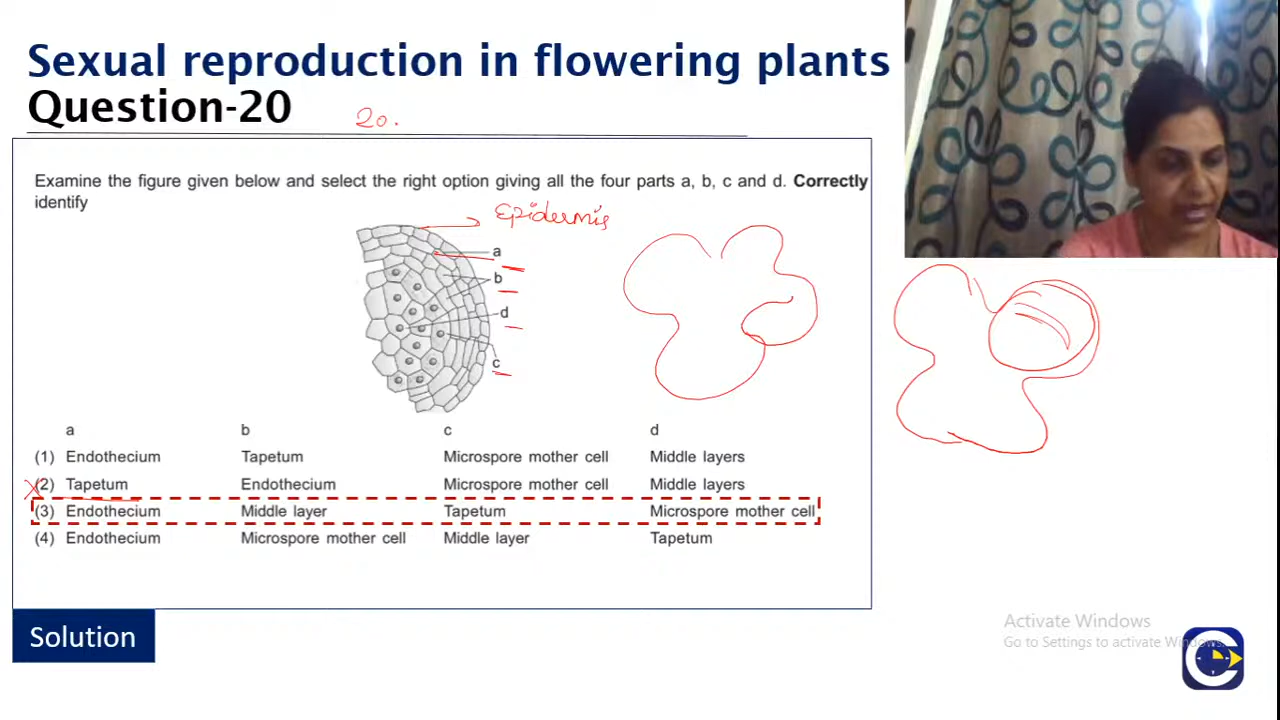 Sexual reproduction in flowering plants
Question-20
20.
Examine the figure given below and select the right option giving all the four parts a, b, c and d. Correctly
identify
Epidermis
a
b
d
c
a b c d
(1) Endothecium Tapetum Microspore mother cell Middle layers
(2) Tapetum Endothecium Microspore mother cell Middle layers
(3) Endothecium Middle layer Tapetum Microspore mother cell
(4) Endothecium Microspore mother cell Middle layer Tapetum
Solution
Activate Windows
Go to Settings to activate Windows.